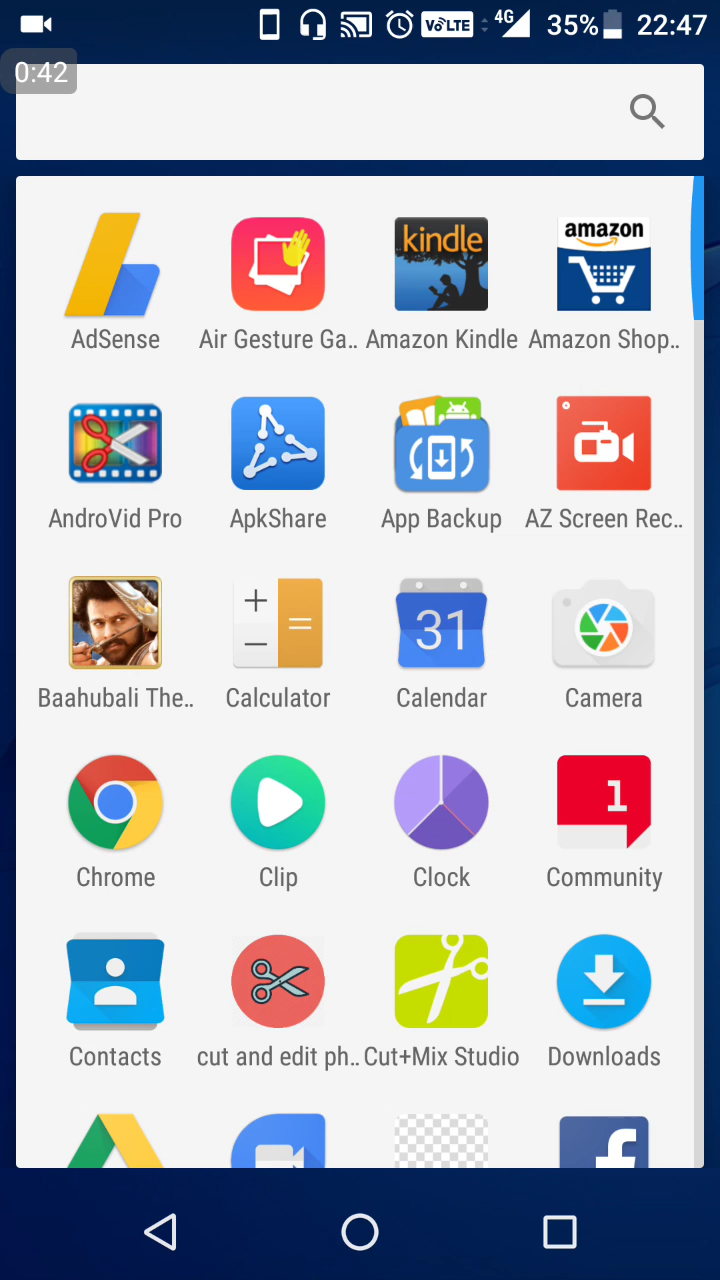 VoLTE 4G 35% 22:47
0:42
kindle
amazon
AdSense
Air Gesture Ga..
Amazon Kindle
Amazon Shop..
AndroVid Pro
ApkShare
App Backup
AZ Screen Rec..
31
Baahubali The..
Calculator
Calendar
Camera
1
Chrome
Clip
Clock
Community
Contacts
cut and edit ph..
Cut+Mix Studio
Downloads
f